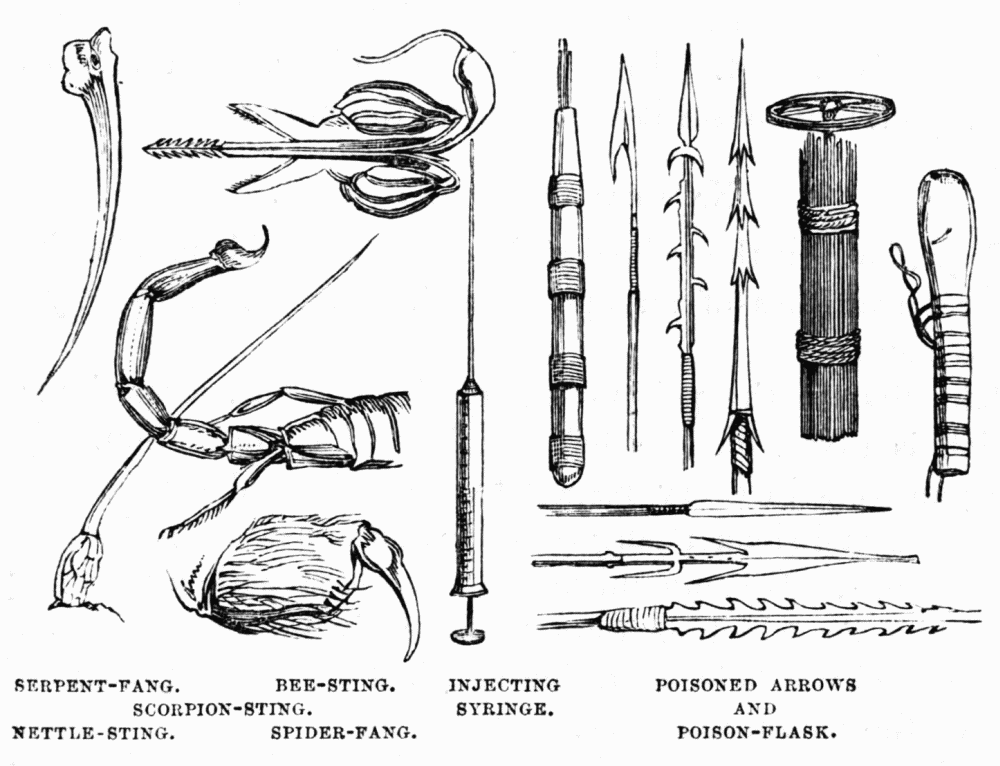 SERPENT-FANG. BEE-STING. INJECTING POISONED ARROWS
SCORPION-STING. SYRINGE. AND
NETTLE-STING. SPIDER-FANG. POISON-FLASK.